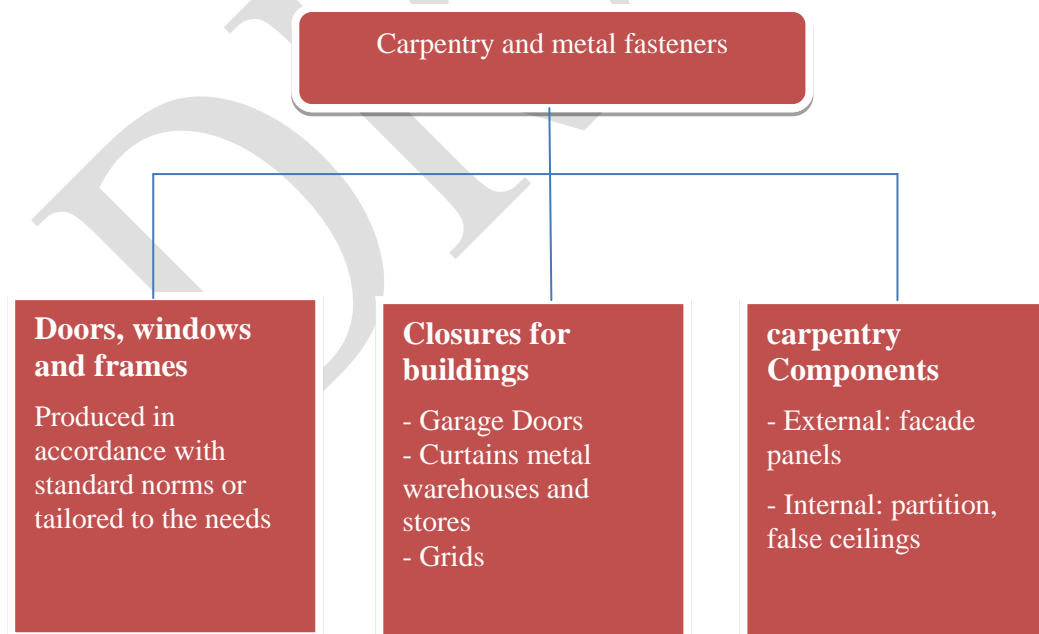 Carpentry and metal fasteners
Doors, windows
and frames
Produced in
accordance with
standard norms or
tailored to the needs
Closures for
buildings
- Garage Doors
- Curtains metal
warehouses and
stores
- Grids
carpentry
Components
- External: facade
panels
- Internal: partition,
false ceilings